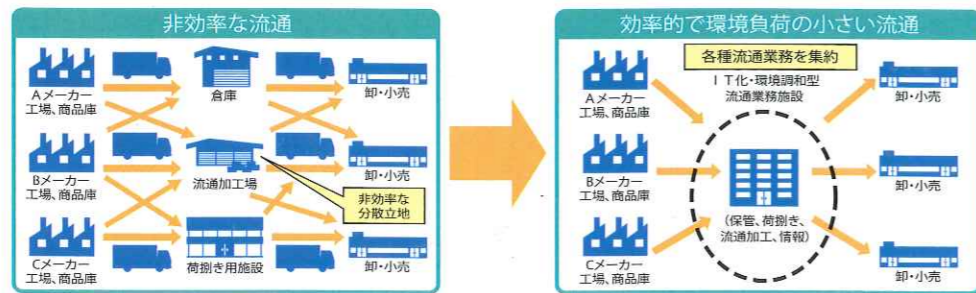 非効率な流通
Aメーカー
工場、商品庫
倉庫
卸・小売
Bメーカー
工場、商品庫
流通加工場
卸・小売
非効率な
分散立地
Cメーカー
工場、商品庫
荷捌き用施設
卸・小売
効率的で環境負荷の小さい流通
各種流通業務を集約
IT化・環境調和型
流通業務施設
Aメーカー
工場、商品庫
卸・小売
Bメーカー
工場、商品庫
卸・小売
(保管、荷捌き、
流通加工、情報)
Cメーカー
工場、商品庫
卸・小売